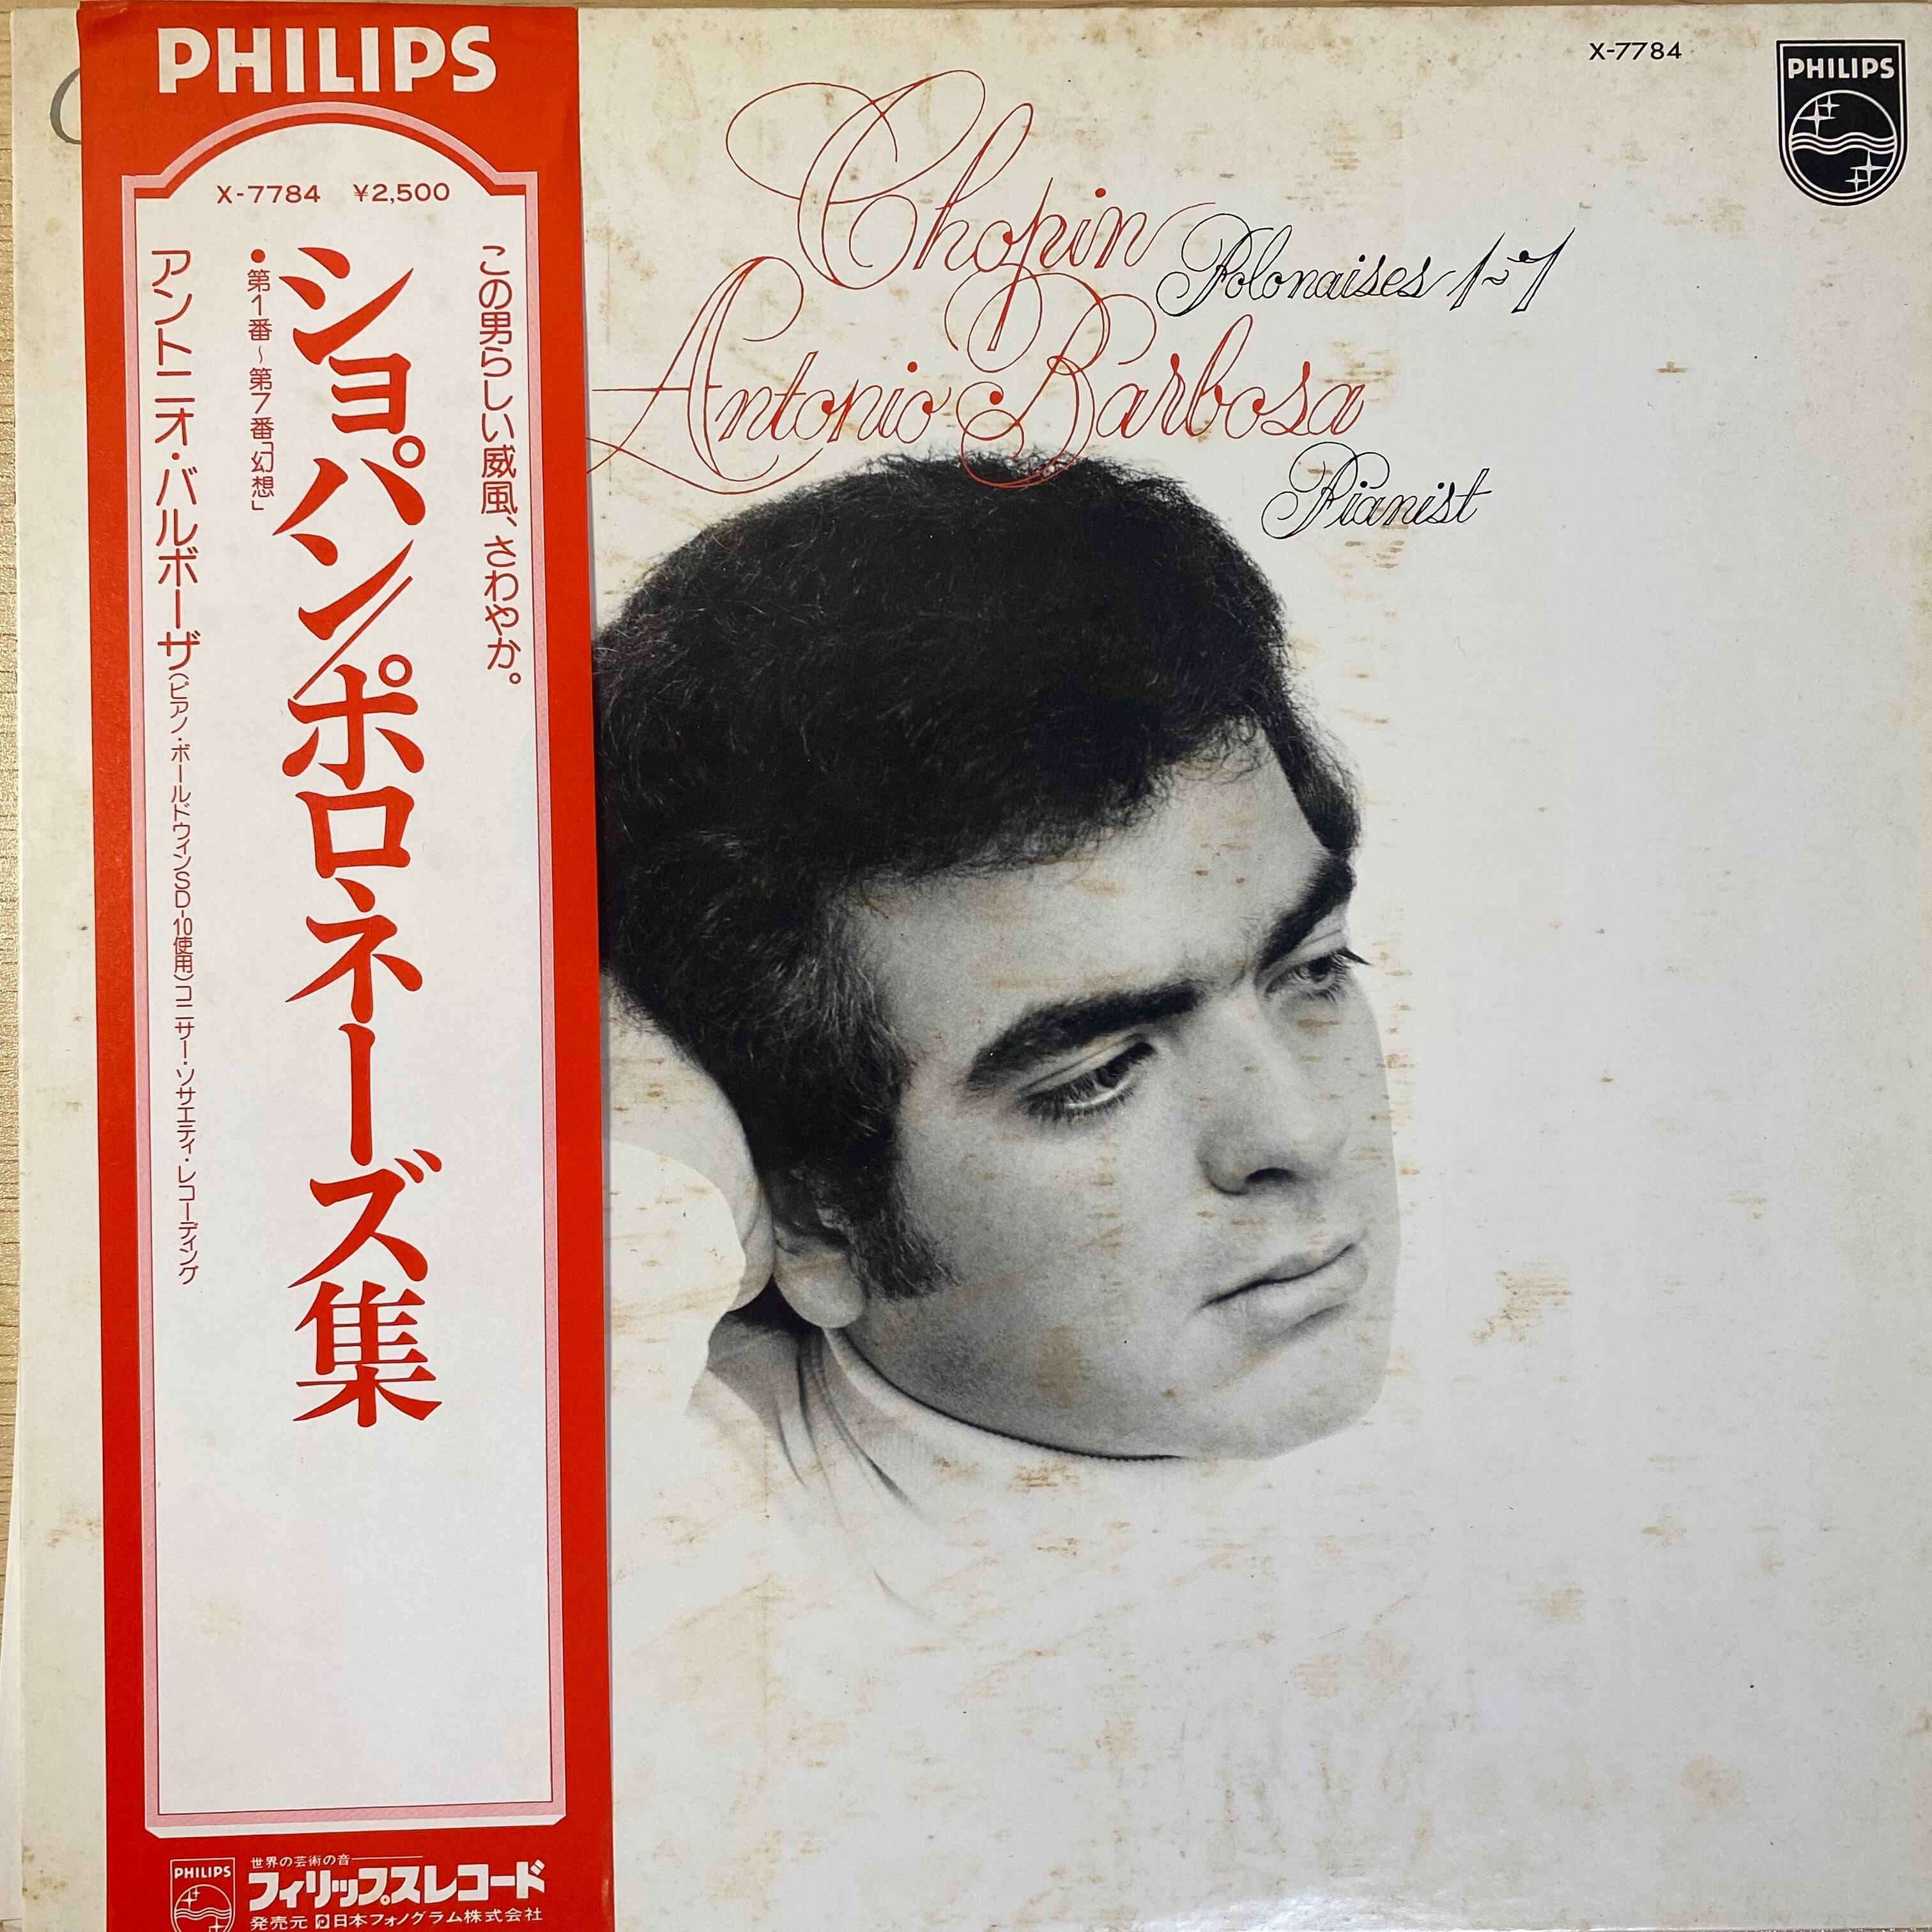 PHILIPS
X-7784 ¥2,500
この男らしい威風、さわやか。
ショパン/ポロネーズ集
●第1番~第7番「幻想」
アントニオ・バルボーザ(ピアノ・ボールドウィンSD-10使用)コニサー・ソサエティ・レコーディング
PHILIPS
世界の芸術の音
フィリップスレコード
発売元 日本フォノグラム株式会社
X-7784
PHILIPS
Chopin
Polonaises 1~7
Antonio Barbosa
Pianist